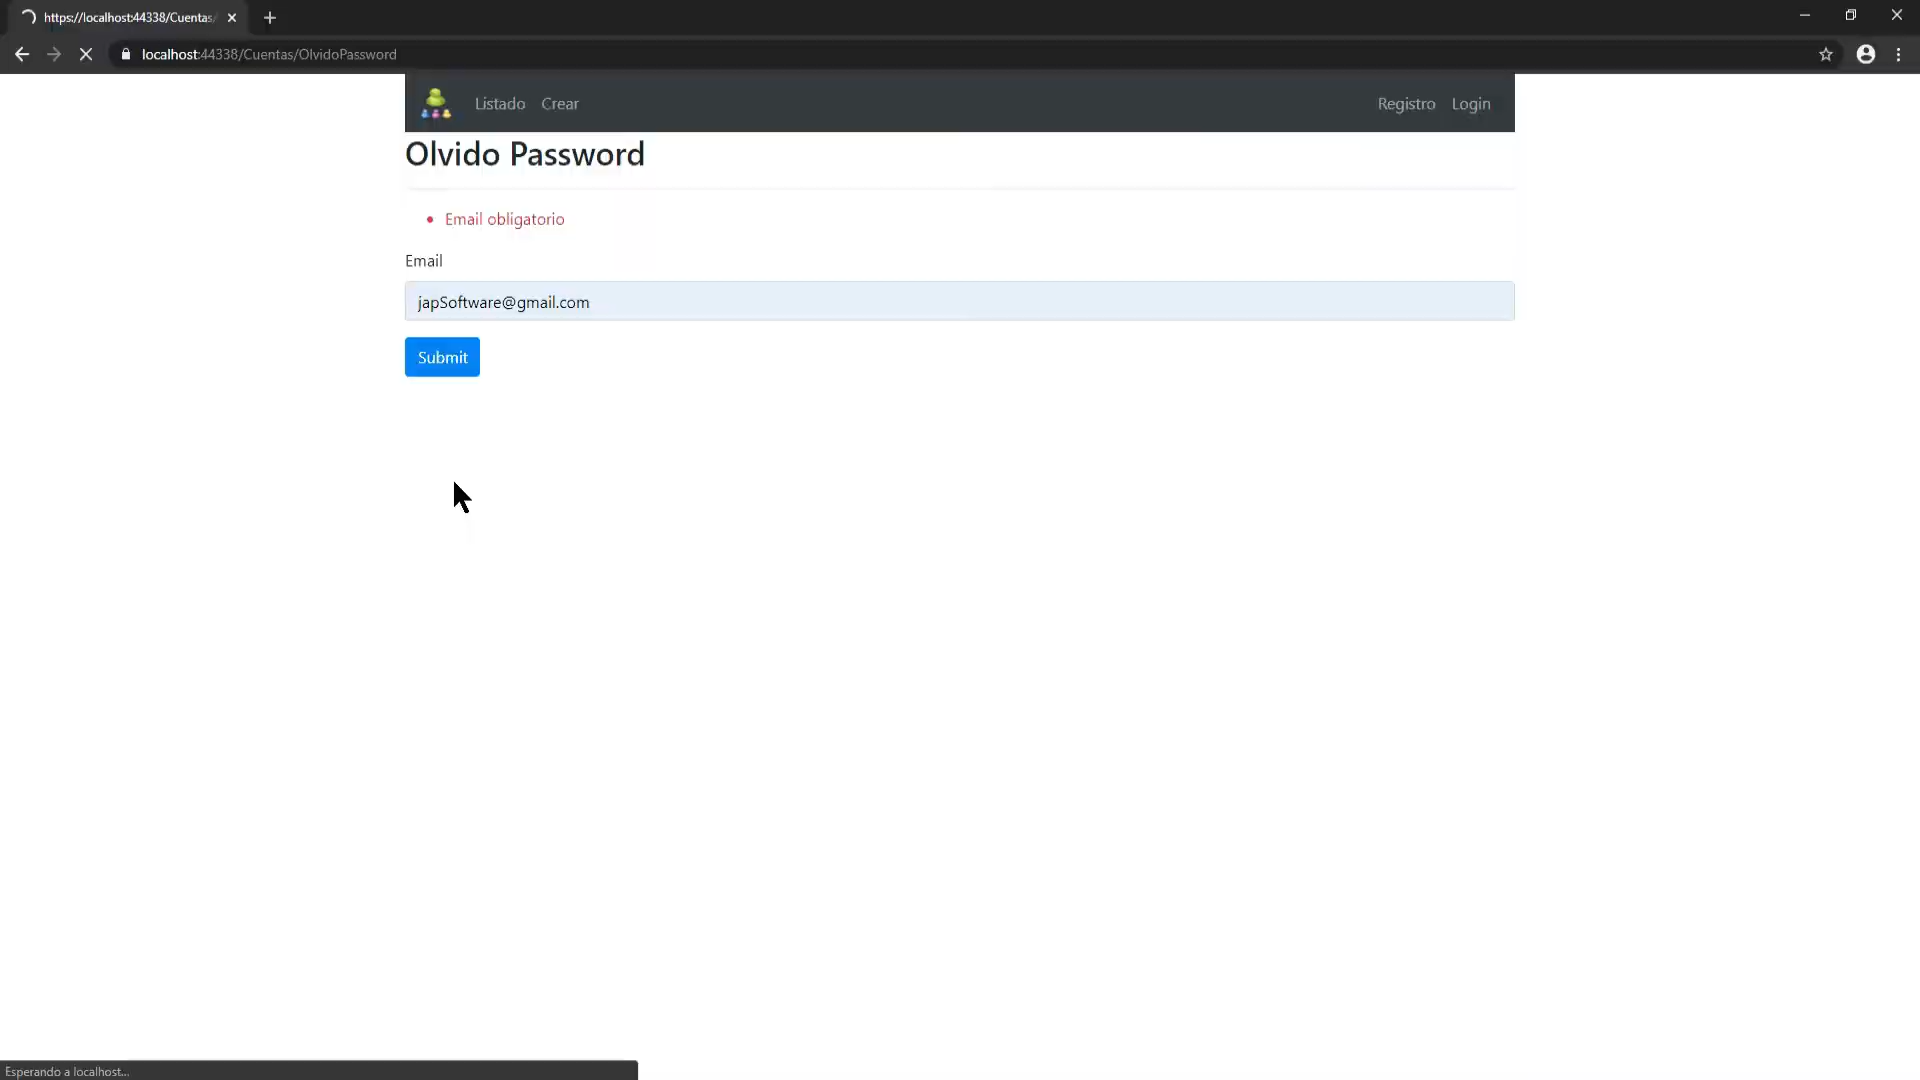 https://localhost:44338/Cuentas/
localhost:44338/Cuentas/OlvidoPassword
Listado Crear Registro Login
Olvido Password
Email obligatorio
Email
japSoftware@gmail.com
Submit
Esperando a localhost...